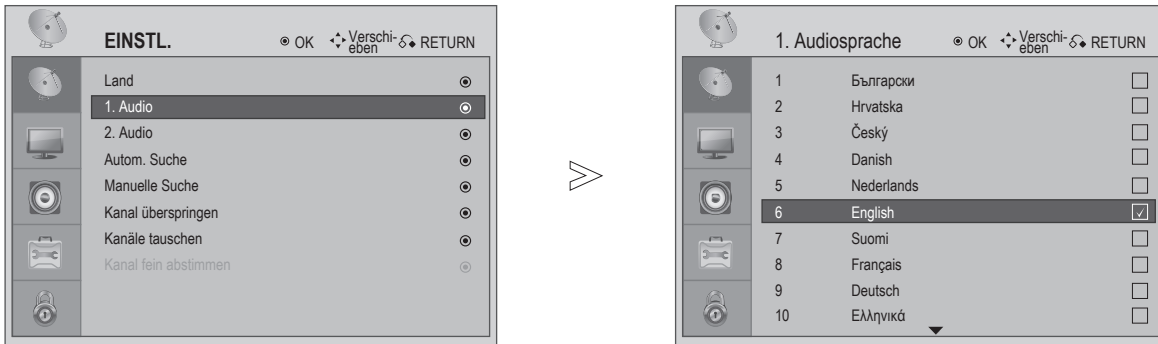 EINSTL. OK Verschi-eben RETURN
Land
1. Audio
2. Audio
Autom. Suche
Manuelle Suche
Kanal überspringen
Kanäle tauschen
Kanal fein abstimmen
1. Audiosprache OK Verschi-eben RETURN
1 Български
2 Hrvatska
3 Český
4 Danish
5 Nederlands
6 English
7 Suomi
8 Français
9 Deutsch
10 Ελληνικά